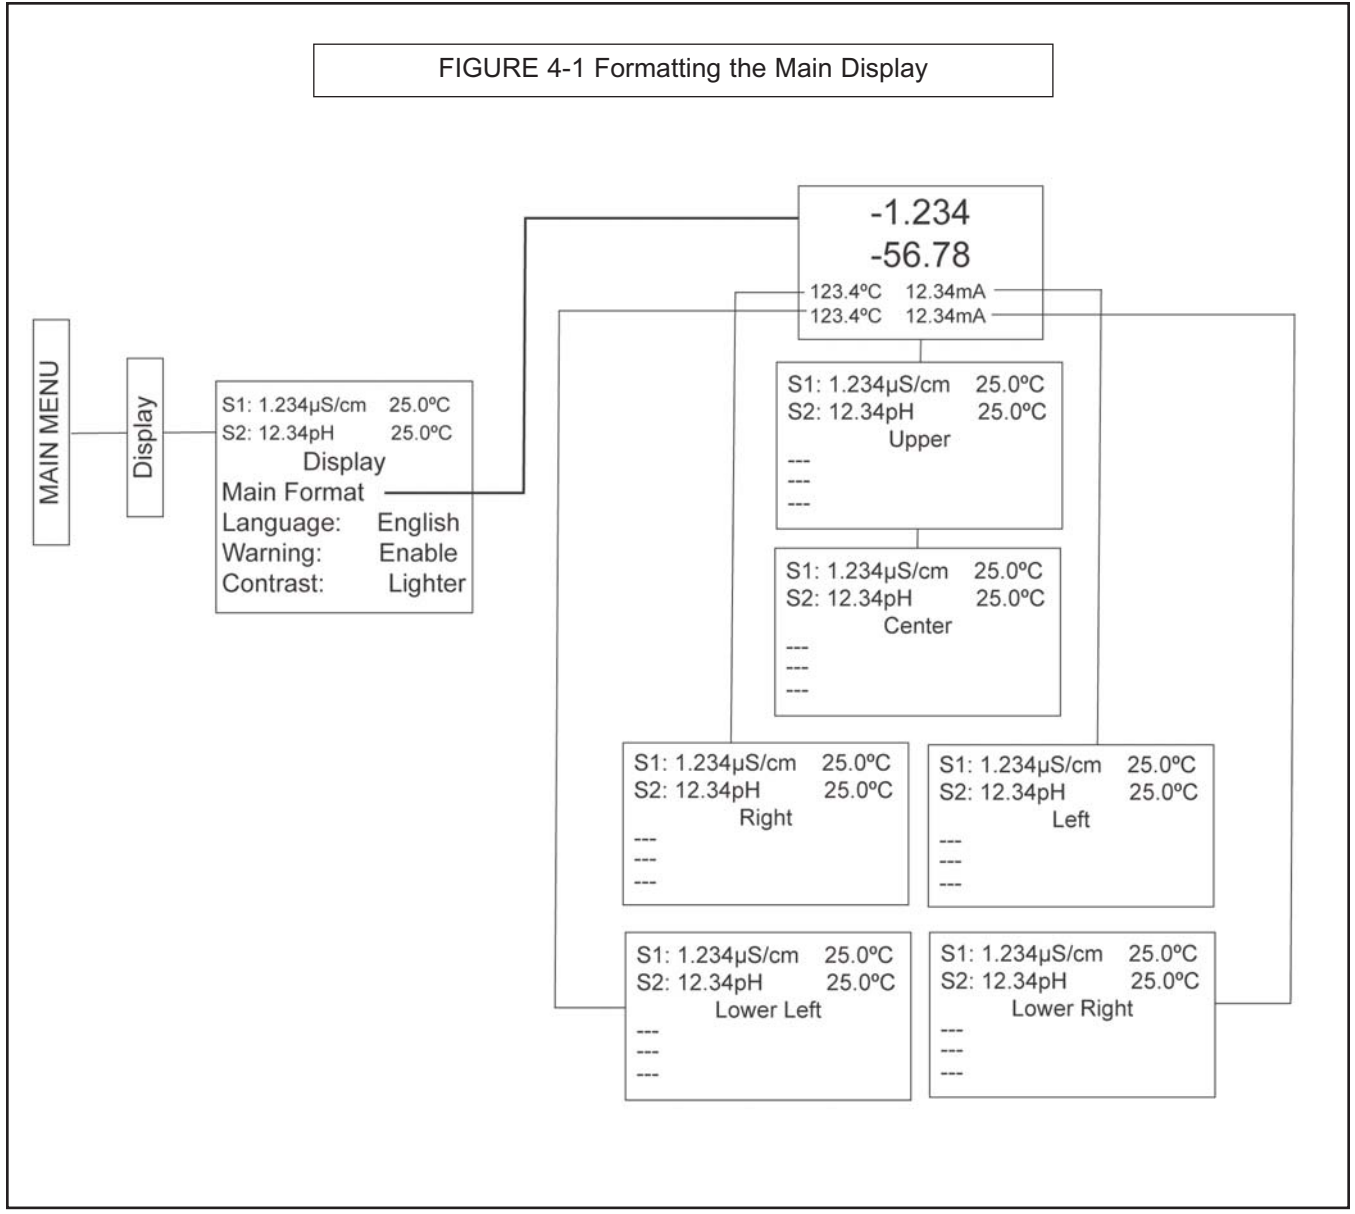 FIGURE 4-1 Formatting the Main Display
MAIN MENU
Display
S1: 1.234µS/cm 25.0ºC
S2: 12.34pH 25.0ºC
Display
Main Format
Language: English
Warning: Enable
Contrast: Lighter
-1.234
-56.78
123.4ºC 12.34mA
123.4ºC 12.34mA
S1: 1.234µS/cm 25.0ºC
S2: 12.34pH 25.0ºC
Upper
---
---
---
S1: 1.234µS/cm 25.0ºC
S2: 12.34pH 25.0ºC
Center
---
---
---
S1: 1.234µS/cm 25.0ºC
S2: 12.34pH 25.0ºC
Right
---
---
---
S1: 1.234µS/cm 25.0ºC
S2: 12.34pH 25.0ºC
Left
---
---
---
S1: 1.234µS/cm 25.0ºC
S2: 12.34pH 25.0ºC
Lower Left
---
---
---
S1: 1.234µS/cm 25.0ºC
S2: 12.34pH 25.0ºC
Lower Right
---
---
---